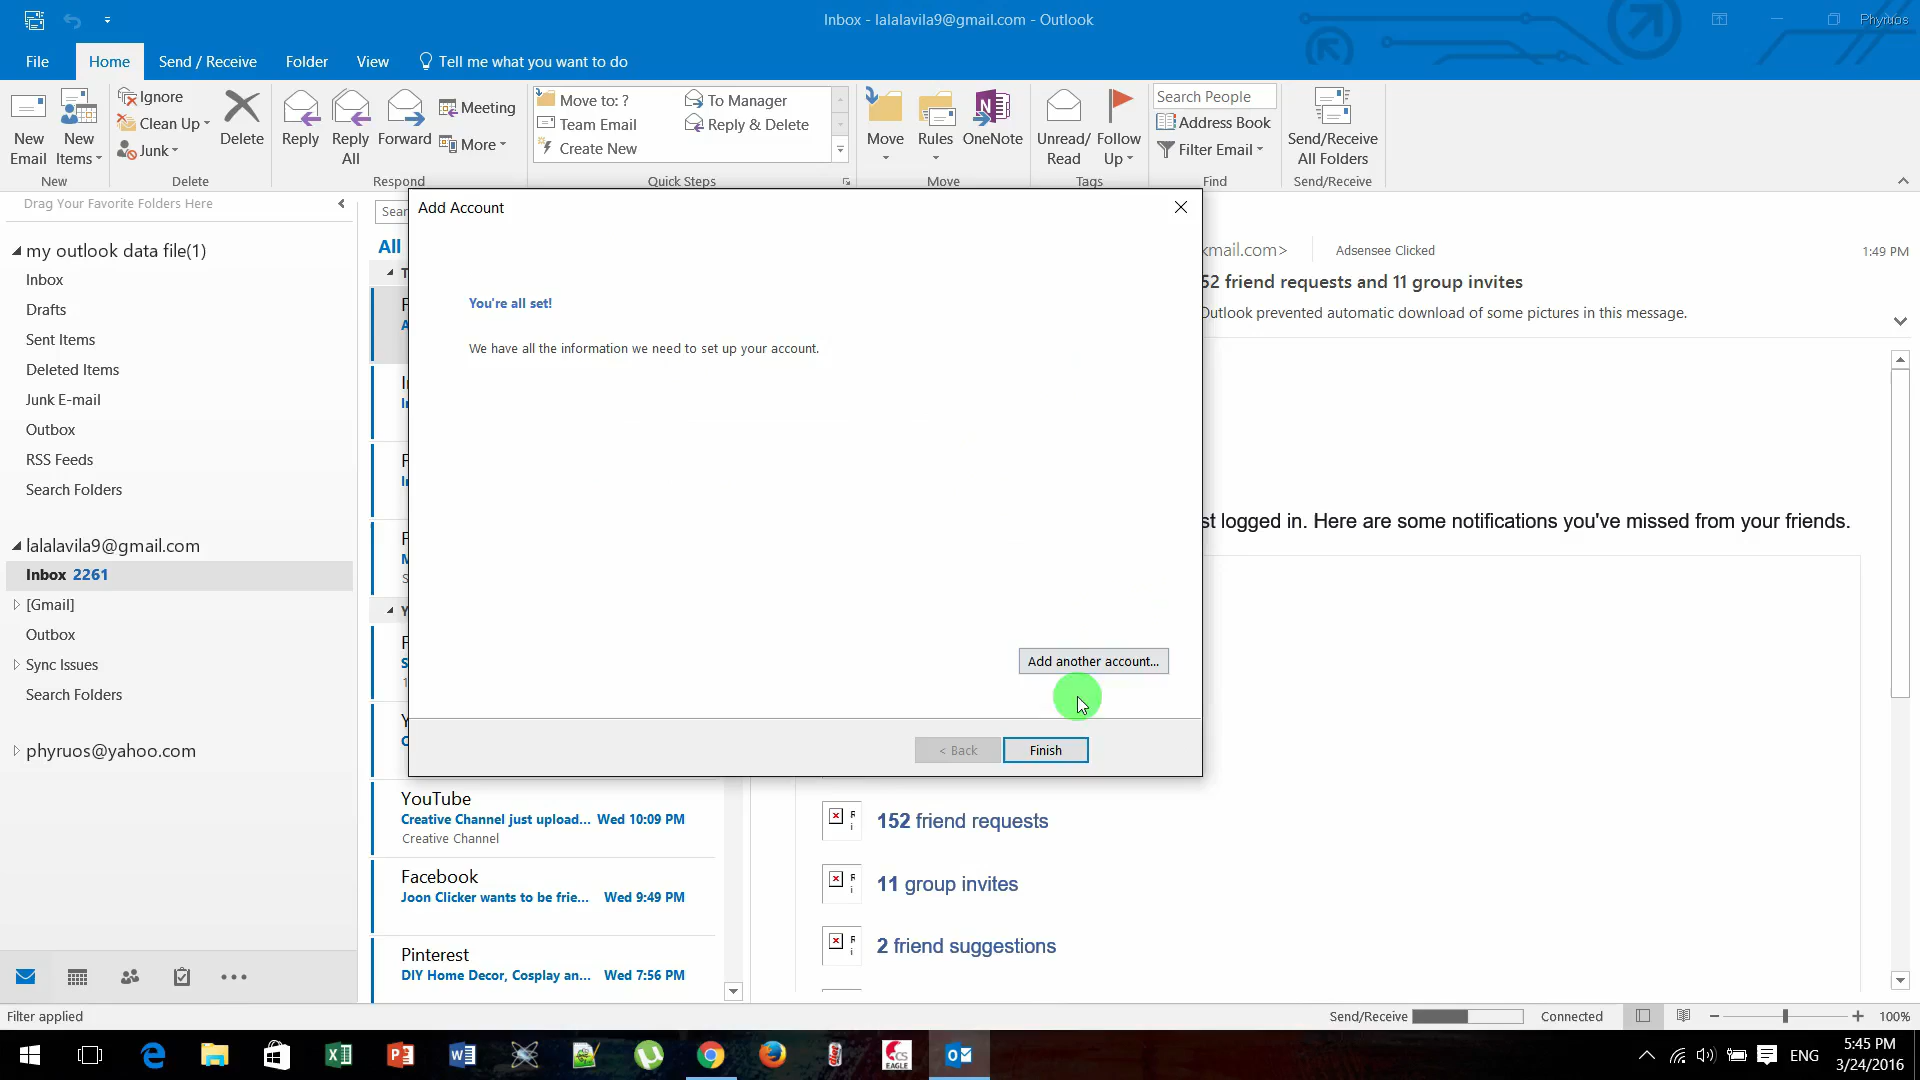 Inbox - lalalavila9@gmail.com - Outlook
Phyruos
File Home Send / Receive Folder View Tell me what you want to do
New Email
New Items
Ignore
Clean Up
Junk
Delete
Reply
Reply All
Forward
Meeting
More
Move to: ?
Team Email
Create New
To Manager
Reply & Delete
Move
Rules
OneNote
Unread/ Read
Follow Up
Search People
Address Book
Filter Email
Send/Receive All Folders
New Delete Respond Quick Steps Move Tags Find Send/Receive
Drag Your Favorite Folders Here
my outlook data file(1)
Inbox
Drafts
Sent Items
Deleted Items
Junk E-mail
Outbox
RSS Feeds
Search Folders
lalalavila9@gmail.com
Inbox 2261
[Gmail]
Outbox
Sync Issues
Search Folders
phyruos@yahoo.com
Sear
All
Add Account
You're all set!
We have all the information we need to set up your account.
Add another account...
< Back
Finish
YouTube
Creative Channel just upload... Wed 10:09 PM
Creative Channel
Facebook
Joon Clicker wants to be frie... Wed 9:49 PM
Pinterest
DIY Home Decor, Cosplay an... Wed 7:56 PM
kmail.com>
Adsensee Clicked
1:49 PM
52 friend requests and 11 group invites
Outlook prevented automatic download of some pictures in this message.
st logged in. Here are some notifications you've missed from your friends.
152 friend requests
11 group invites
2 friend suggestions
Filter applied
Send/Receive
Connected
100%
ENG
5:45 PM
3/24/2016